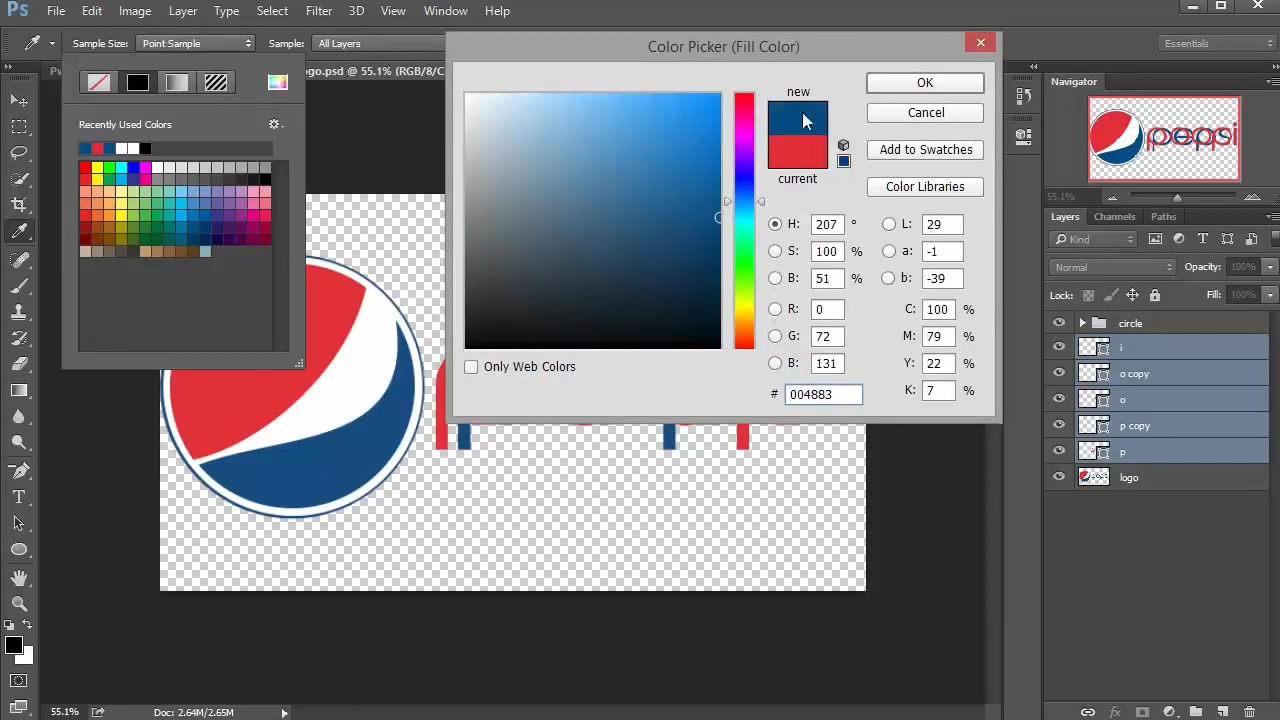 Ps File Edit Image Layer Type Select Filter 3D View Window Help
Sample Size: Point Sample Sample: All Layers
Essentials
logo.psd @ 55.1% (RGB/8/C
Color Picker (Fill Color)
new
current
OK
Cancel
Add to Swatches
Color Libraries
H: 207 °
S: 100 %
B: 51 %
R: 0
G: 72
B: 131
L: 29
a: -1
b: -39
C: 100 %
M: 79 %
Y: 22 %
K: 7 %
# 004883
Only Web Colors
Recently Used Colors
Navigator
pepsi
55.1%
Layers Channels Paths
Kind
Normal Opacity: 100%
Lock: Fill: 100%
circle
i
o copy
o
p copy
p
logo
55.1% Doc: 2.64M/2.65M